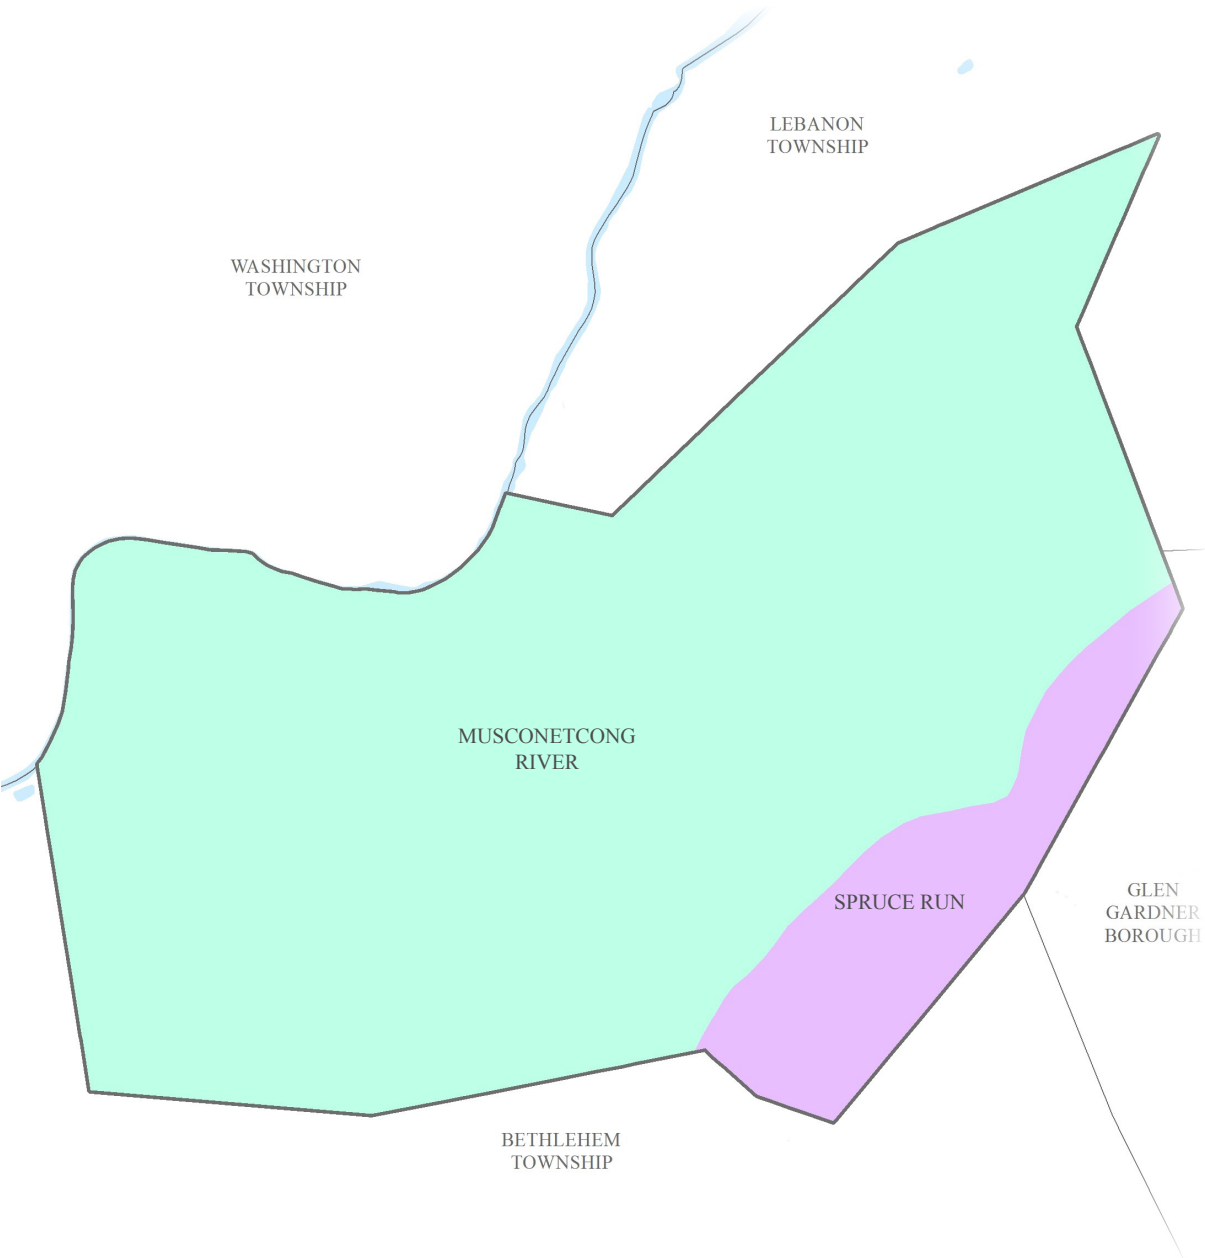 LEBANON
TOWNSHIP
WASHINGTON
TOWNSHIP
MUSCONETCONG
RIVER
SPRUCE RUN
GLEN
GARDNER
BOROUGH
BETHLEHEM
TOWNSHIP